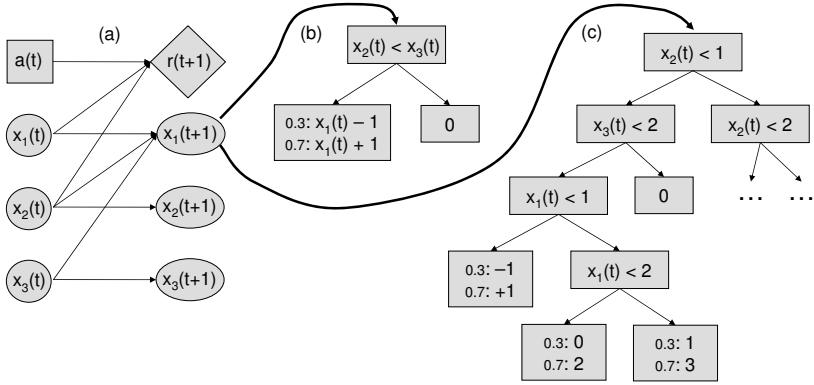 (a)
a(t)
r(t+1)
x1(t)
x1(t+1)
x2(t)
x2(t+1)
x3(t)
x3(t+1)
(b)
x2(t) < x3(t)
0.3: x1(t) − 1
0.7: x1(t) + 1
0
(c)
x2(t) < 1
x3(t) < 2
x2(t) < 2
x1(t) < 1
0
... ...
0.3: −1
0.7: +1
x1(t) < 2
0.3: 0
0.7: 2
0.3: 1
0.7: 3